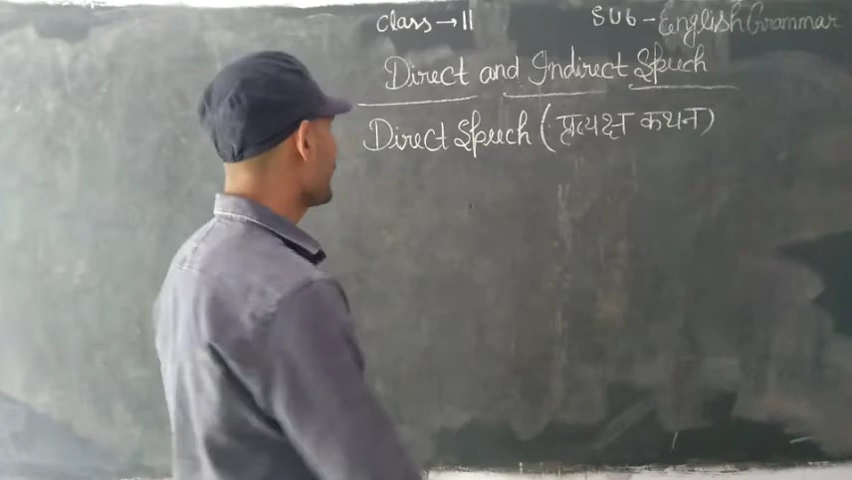 Class → 11 SUB - English Grammar
Direct and Indirect Speech
Direct Speech (प्रत्यक्ष कथन)